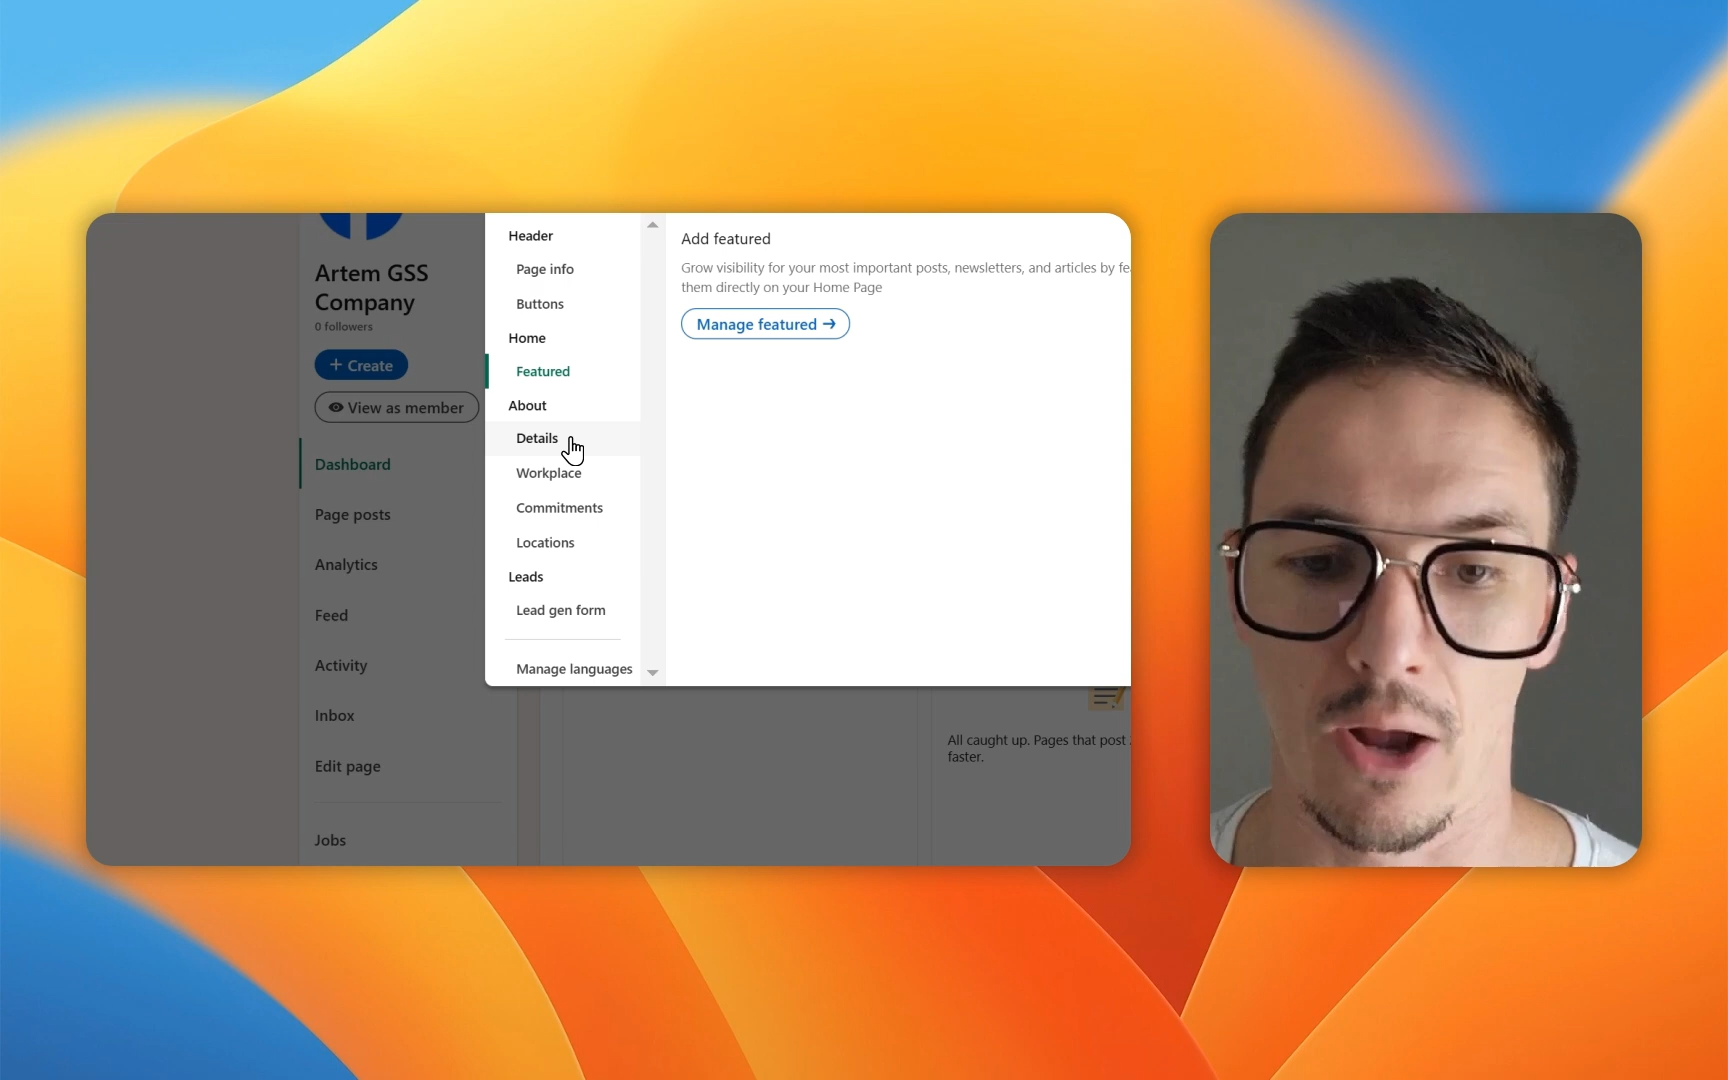 Artem GSS
Company
0 followers
+ Create
View as member
Dashboard
Page posts
Analytics
Feed
Activity
Inbox
Edit page
Jobs
Header
Page info
Buttons
Home
Featured
About
Details
Workplace
Commitments
Locations
Leads
Lead gen form
Manage languages
Add featured
Grow visibility for your most important posts, newsletters, and articles by fe
them directly on your Home Page
Manage featured →
All caught up. Pages that post
faster.